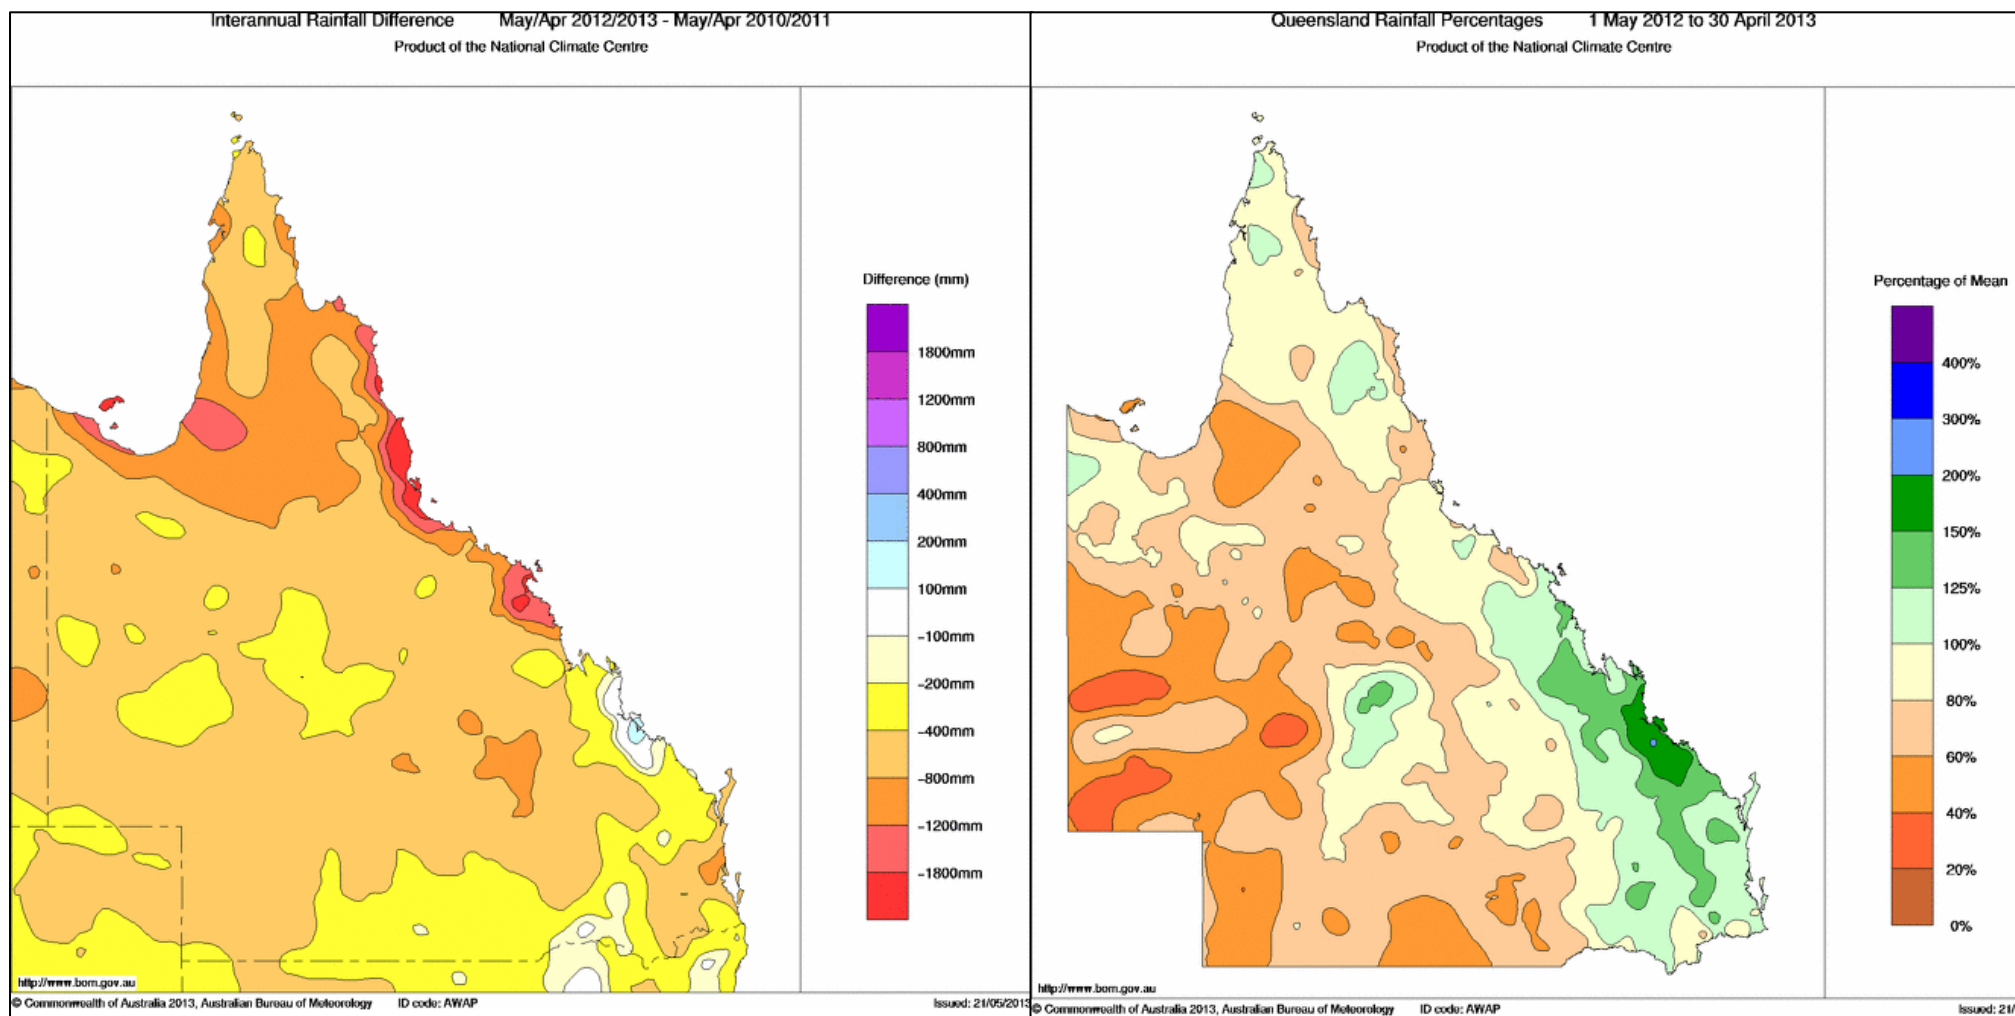 Interannual Rainfall Difference May/Apr 2012/2013 - May/Apr 2010/2011
Product of the National Climate Centre
Difference (mm)
1800mm
1200mm
800mm
400mm
200mm
100mm
-100mm
-200mm
-400mm
-800mm
-1200mm
-1800mm
http://www.bom.gov.au
© Commonwealth of Australia 2013, Australian Bureau of Meteorology ID code: AWAP Issued: 21/05/2013
Queensland Rainfall Percentages 1 May 2012 to 30 April 2013
Product of the National Climate Centre
Percentage of Mean
400%
300%
200%
150%
125%
100%
80%
60%
40%
20%
0%
http://www.bom.gov.au
© Commonwealth of Australia 2013, Australian Bureau of Meteorology ID code: AWAP Issued: 21/